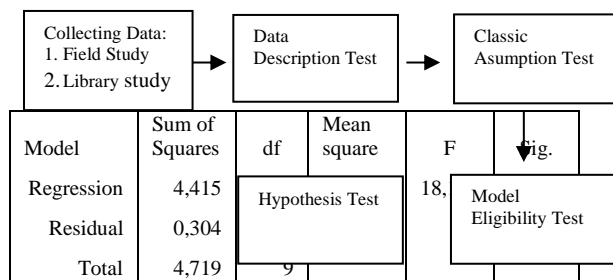 Collecting Data:
1. Field Study
2. Library study
Data
Description Test
Classic
Asumption Test
Model Sum of Squares df Mean square F Sig.
Regression 4,415 18,
Residual 0,304
Total 4,719 9
Hypothesis Test
Model
Eligibility Test